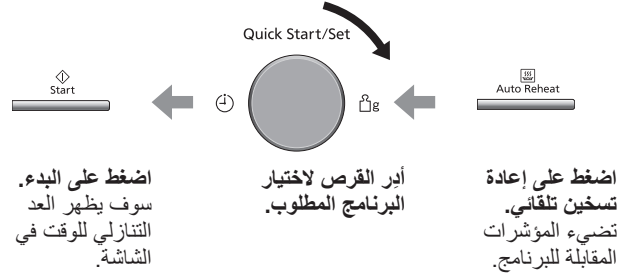 Quick Start/Set
Auto Reheat
g
Start
اضغط على إعادة
تسخين تلقائي.
تضيء المؤشرات
المقابلة للبرنامج.
أدِر القرص لاختيار
البرنامج المطلوب.
اضغط على البدء.
سوف يظهر العد
التنازلي للوقت في
الشاشة.